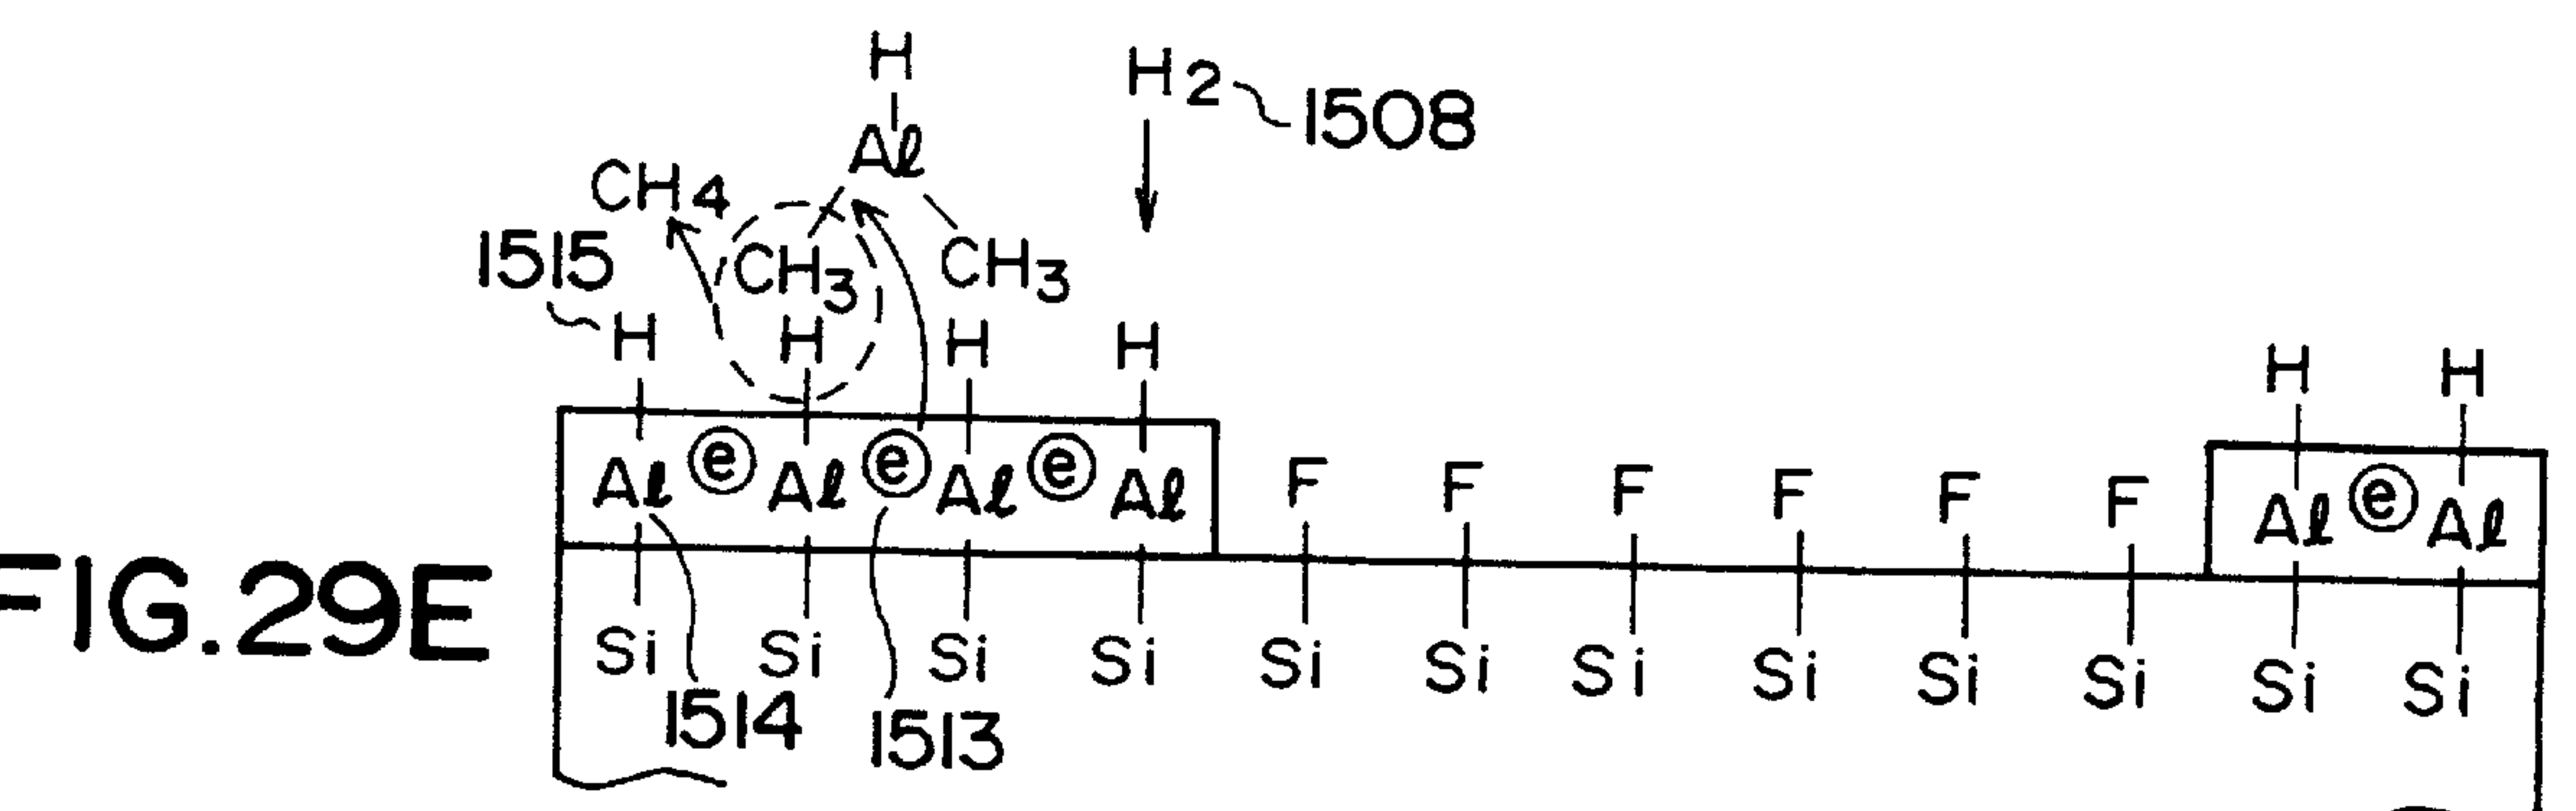 H
H2 1508
Al
CH4
1515 CH3 CH3
H H H H H H
Al e Al e Al e Al F F F F F F Al e Al
FIG.29E
Si Si Si Si Si Si Si Si Si Si Si Si
1514 1513